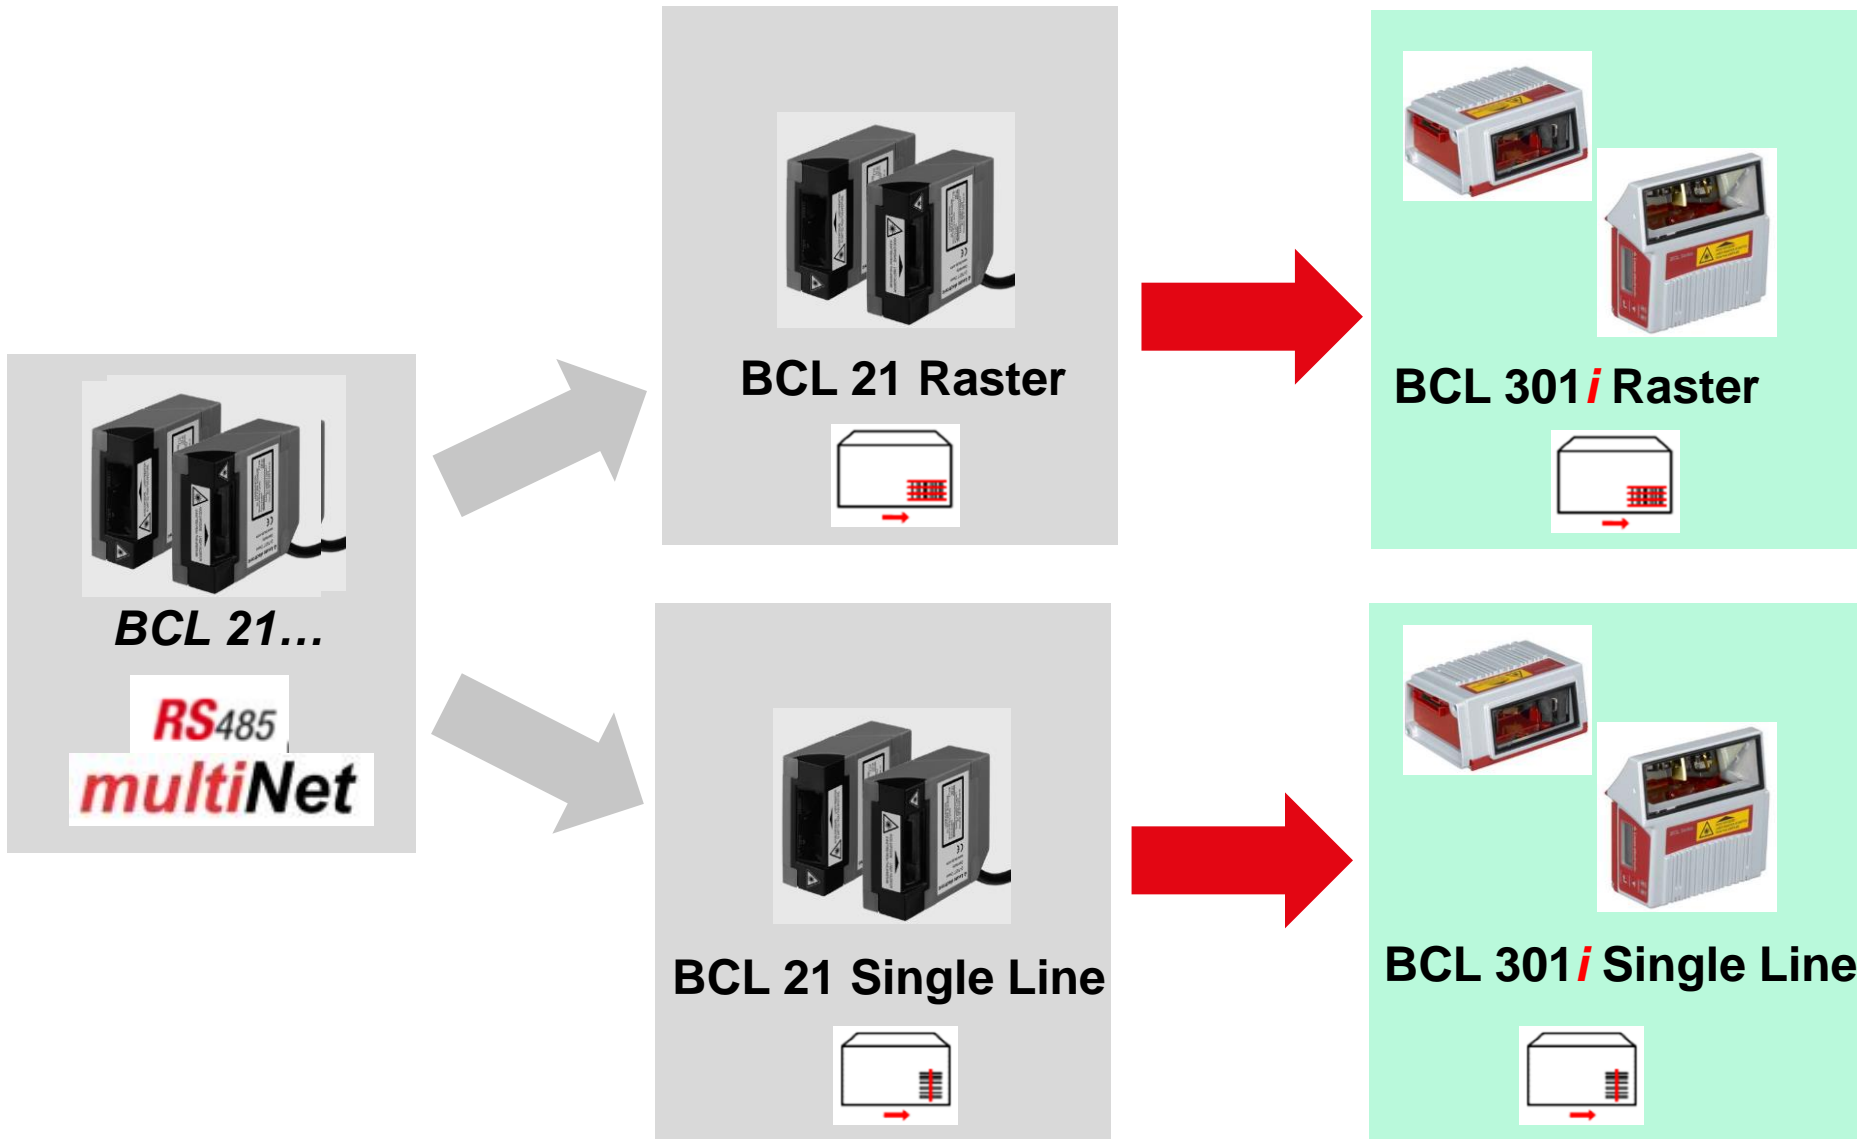 BCL 21…
RS485
multiNet
BCL 21 Raster
BCL 301i Raster
BCL 21 Single Line
BCL 301i Single Line